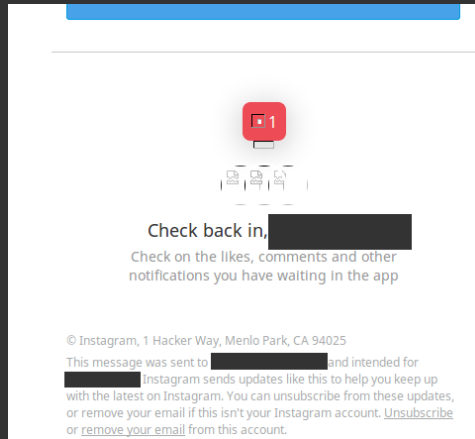 1
Check back in,
Check on the likes, comments and other
notifications you have waiting in the app
© Instagram, 1 Hacker Way, Menlo Park, CA 94025
This message was sent to and intended for
Instagram sends updates like this to help you keep up
with the latest on Instagram. You can unsubscribe from these updates,
or remove your email if this isn't your Instagram account. Unsubscribe
or remove your email from this account.